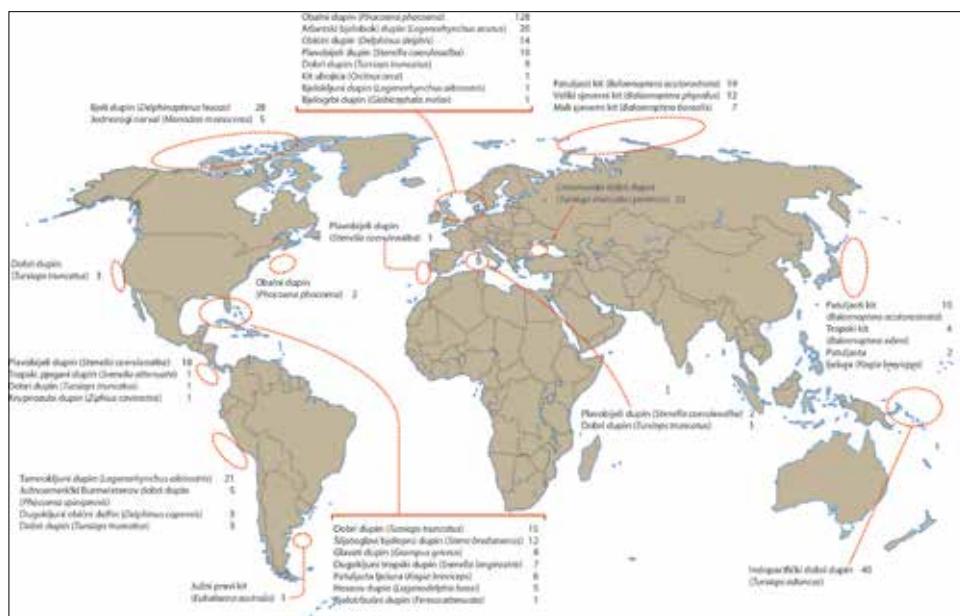 Obalni dupin (Phocoena phocoena) 128
Atlantski bjeloboki dupin (Lagenorhynchus acutus) 20
Obični dupin (Delphinus delphis) 14
Plavobijeli dupin (Stenella coeruleoalba) 10
Dobri dupin (Tursiops truncatus) 9
Kit ubojica (Orcinus orca) 1
Bjelokljuni dupin (Lagenorhynchus albirostris) 1
Bjelogrbi dupin (Globicephala melas) 1
Patuljasti kit (Balaenoptera acutorostrata) 19
Veliki sjeverni kit (Balaenoptera physalus) 12
Mali sjeverni kit (Balaenoptera borealis) 7
Bijeli dupin (Delphinapterus leucas) 28
Jednorogi narval (Monodon monoceros) 5
dobri dupin
(Tursiops truncatus ponticus)
Plavobijeli dupin
(Stenella coeruleoalba) 1
Dobri dupin
(Tursiops truncatus) 3
Obalni dupin
(Phocoena phocoena) 2
Patuljasti kit 10
(Balaenoptera acutorostrata)
Tropski kit 4
(Balaenoptera edeni)
Patuljasta 2
(Kogia breviceps)
Plavobijeli dupin (Stenella coeruleoalba) 10
Tropski pjegavi dupin (Stenella attenuata) 1
Dobri dupin (Tursiops truncatus) 1
Krupnozubi dupin (Ziphius cavirostris) 1
Plavobijeli dupin (Stenella coeruleoalba) 2
Dobri dupin (Tursiops truncatus)
Tamnokljuni dupin (Lagenorhynchus albirostris) 21
Južnoamerički Burmeisterov dobri dupin 5
(Phocoena spinipinnis)
Dugokljuni obični delfin (Delphinus capensis) 3
Dobri dupin (Tursiops truncatus) 3
Dobri dupin (Tursiops truncatus) 15
Šiljatoglavi dupin (Steno bredanensis) 12
Glavati dupin (Grampus griseus) 8
Dugokljuni tropski dupin (Stenella longirostris) 7
Patuljasta (Kogia breviceps) 6
dupin (Lagenodelphis hosei) 5
dupin (Feresa attenuata) 1
Južni pravi kit
(Eubalaena australis) 1
Indopacifički dobri dupin 40
(Tursiops aduncus)